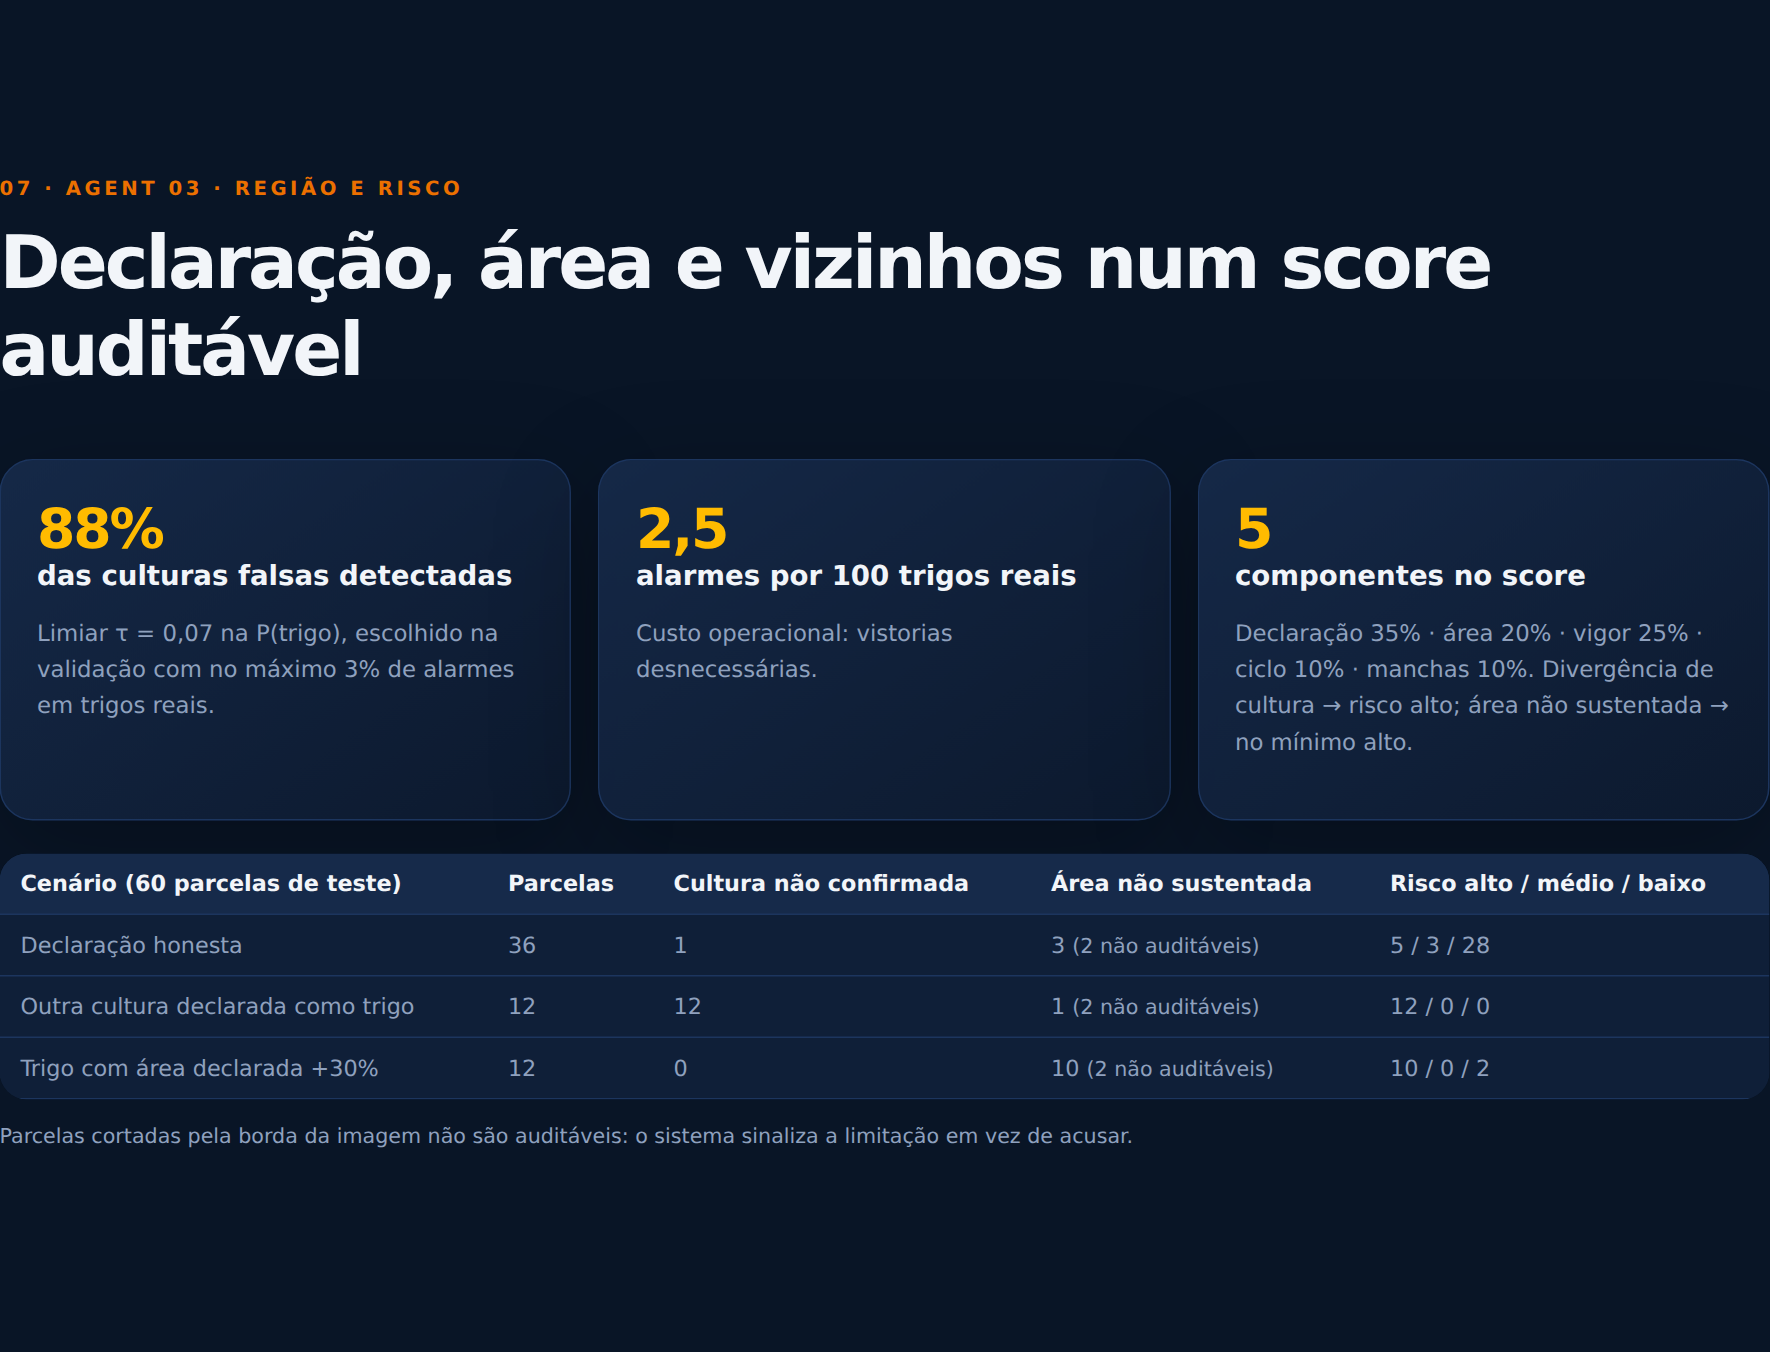 07 · AGENT 03 · REGIÃO E RISCO
Declaração, área e vizinhos num score
auditável
88%
das culturas falsas detectadas
Limiar τ = 0,07 na P(trigo), escolhido na
validação com no máximo 3% de alarmes
em trigos reais.
2,5
alarmes por 100 trigos reais
Custo operacional: vistorias
desnecessárias.
5
componentes no score
Declaração 35% · área 20% · vigor 25% ·
ciclo 10% · manchas 10%. Divergência de
cultura → risco alto; área não sustentada →
no mínimo alto.
Cenário (60 parcelas de teste) Parcelas Cultura não confirmada Área não sustentada Risco alto / médio / baixo
Declaração honesta 36 1 3 (2 não auditáveis) 5 / 3 / 28
Outra cultura declarada como trigo 12 12 1 (2 não auditáveis) 12 / 0 / 0
Trigo com área declarada +30% 12 0 10 (2 não auditáveis) 10 / 0 / 2
Parcelas cortadas pela borda da imagem não são auditáveis: o sistema sinaliza a limitação em vez de acusar.